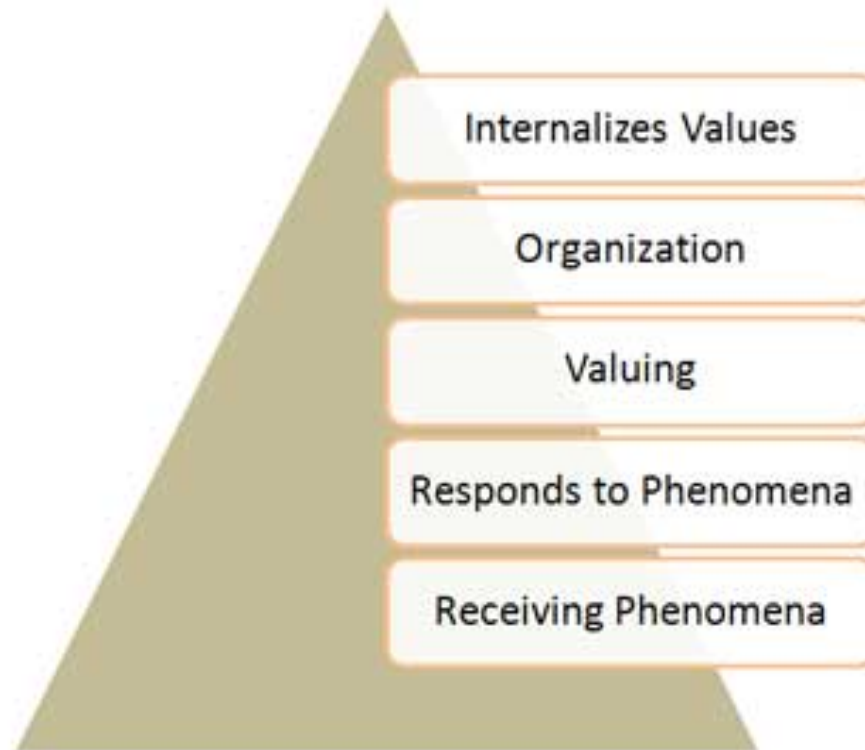 Internalizes Values
Organization
Valuing
Responds to Phenomena
Receiving Phenomena